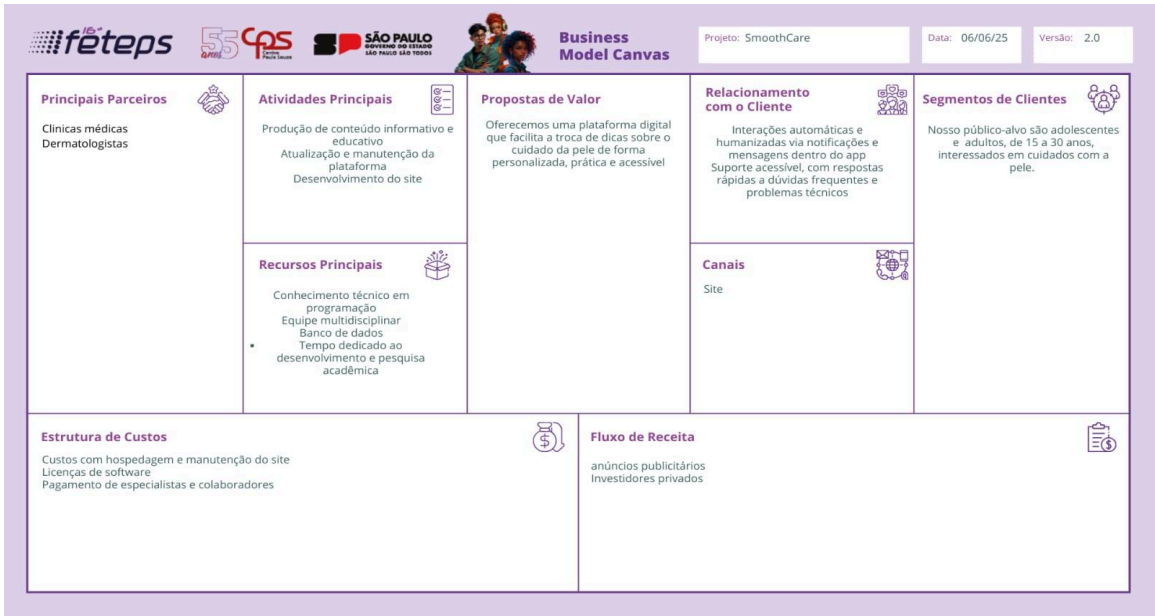 16ª
feteps
55
anos
CPS
Centro
Paula Souza
SP
SÃO PAULO
GOVERNO DO ESTADO
SÃO PAULO SÃO TODOS
Business
Model Canvas
Projeto: SmoothCare
Data: 06/06/25
Versão: 2.0
Principais Parceiros
Clinicas médicas
Dermatologistas
Atividades Principais
Produção de conteúdo informativo e
educativo
Atualização e manutenção da
plataforma
Desenvolvimento do site
Recursos Principais
Conhecimento técnico em
programação
Equipe multidisciplinar
Banco de dados
• Tempo dedicado ao
desenvolvimento e pesquisa
acadêmica
Propostas de Valor
Oferecemos uma plataforma digital
que facilita a troca de dicas sobre o
cuidado da pele de forma
personalizada, prática e acessível
Relacionamento
com o Cliente
Interações automáticas e
humanizadas via notificações e
mensagens dentro do app
Suporte acessível, com respostas
rápidas a dúvidas frequentes e
problemas técnicos
Canais
Site
Segmentos de Clientes
Nosso público-alvo são adolescentes
e adultos, de 15 a 30 anos,
interessados em cuidados com a
pele.
Estrutura de Custos
Custos com hospedagem e manutenção do site
Licenças de software
Pagamento de especialistas e colaboradores
Fluxo de Receita
anúncios publicitários
Investidores privados